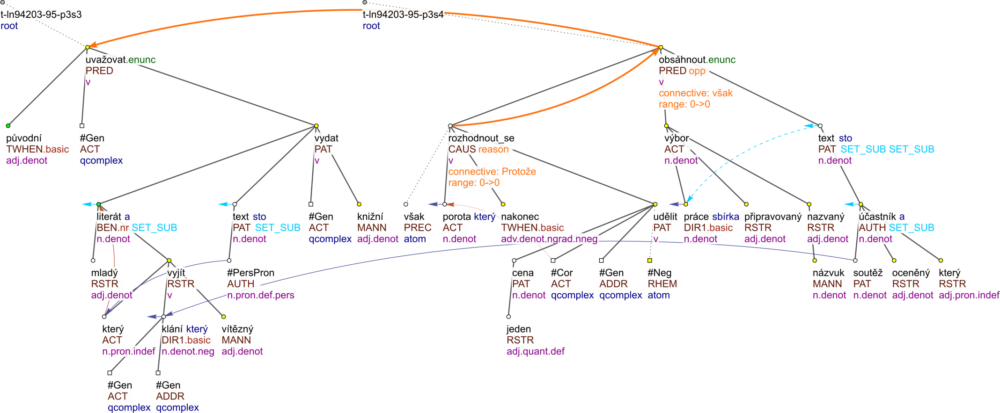 t-ln94203-95-p3s3
root
t-ln94203-95-p3s4
root
uvažovat.enunc
PRED
v
obsáhnout.enunc
PRED opp
v
connective: však
range: 0->0
původní
TWHEN.basic
adj.denot
#Gen
ACT
qcomplex
vydat
PAT
v
rozhodnout_se
CAUS reason
v
connective: Protože
range: 0->0
výbor
ACT
n.denot
text sto
PAT SET_SUB SET_SUB
n.denot
literát a
BEN.nr SET_SUB
n.denot
text sto
PAT SET_SUB
n.denot
#Gen
ACT
qcomplex
knižní
MANN
adj.denot
však
PREC
atom
porota který
ACT
n.denot
nakonec
TWHEN.basic
adv.denot.ngrad.nneg
udělit
PAT
v
práce sbírka
DIR1.basic
n.denot
připravovaný
RSTR
adj.denot
nazvaný
RSTR
adj.denot
účastník a
AUTH SET_SUB
n.denot
mladý
RSTR
adj.denot
vyjít
RSTR
v
#PersPron
AUTH
n.pron.def.pers
cena
PAT
n.denot
#Cor
ACT
qcomplex
#Gen
ADDR
qcomplex
#Neg
RHEM
atom
názvuk
MANN
n.denot
soutěž
PAT
n.denot
oceněný
RSTR
adj.denot
který
RSTR
adj.pron.indef
který
ACT
n.pron.indef
klání který
DIR1.basic
n.denot.neg
vítězný
MANN
adj.denot
jeden
RSTR
adj.quant.def
#Gen
ACT
qcomplex
#Gen
ADDR
qcomplex